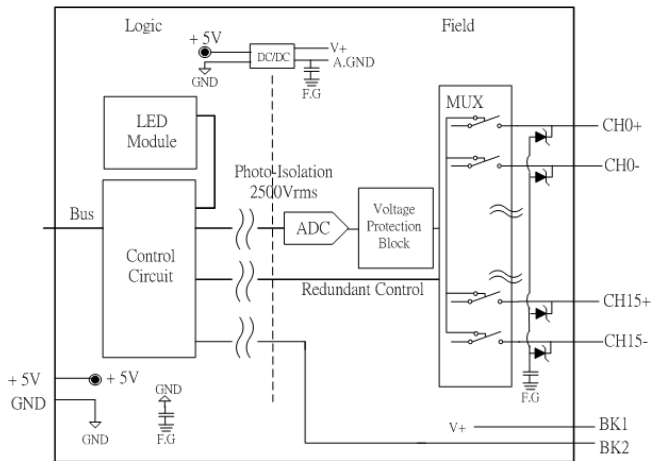 Logic
Field
+ 5V
GND
DC/DC
V+
A.GND
F.G
LED
Module
MUX
CH0+
CH0-
Photo-Isolation
2500Vrms
Bus
ADC
Voltage
Protection
Block
Control
Circuit
Redundant Control
CH15+
CH15-
+ 5V
+ 5V
GND
GND
GND
F.G
F.G
V+
BK1
BK2